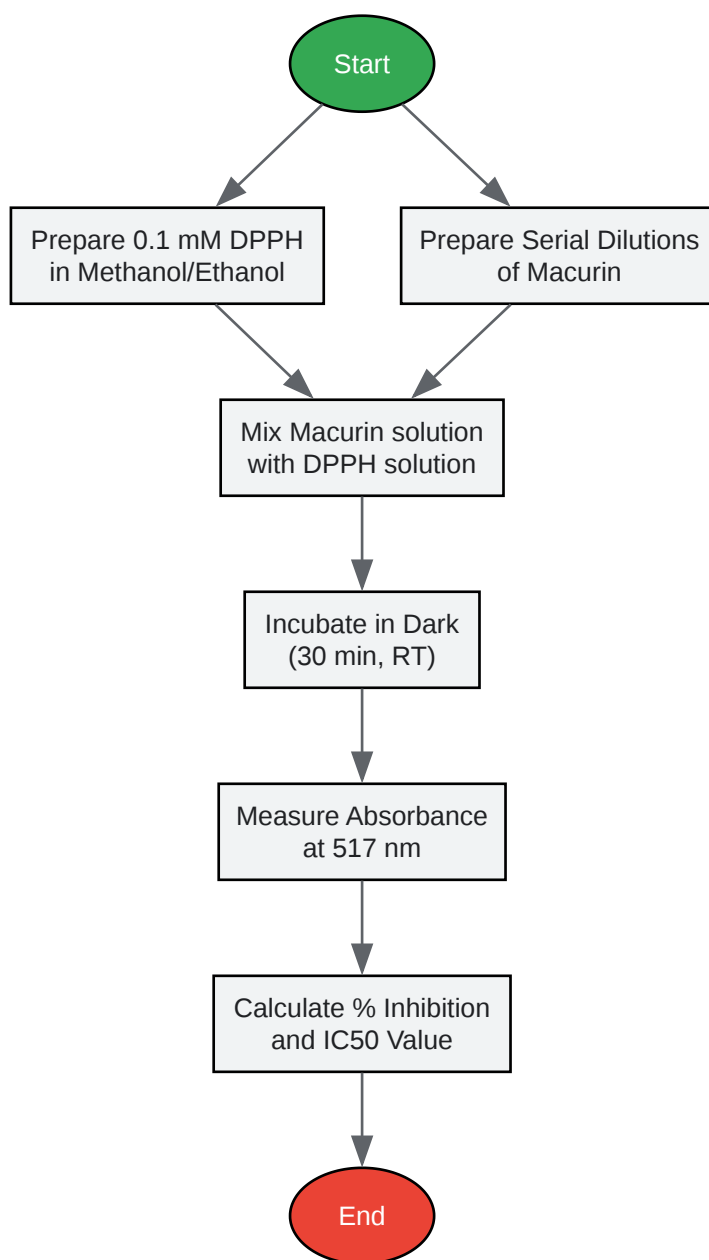 Start
Prepare 0.1 mM DPPH
in Methanol/Ethanol
Prepare Serial Dilutions
of Macurin
Mix Macurin solution
with DPPH solution
Incubate in Dark
(30 min, RT)
Measure Absorbance
at 517 nm
Calculate % Inhibition
and IC50 Value
End